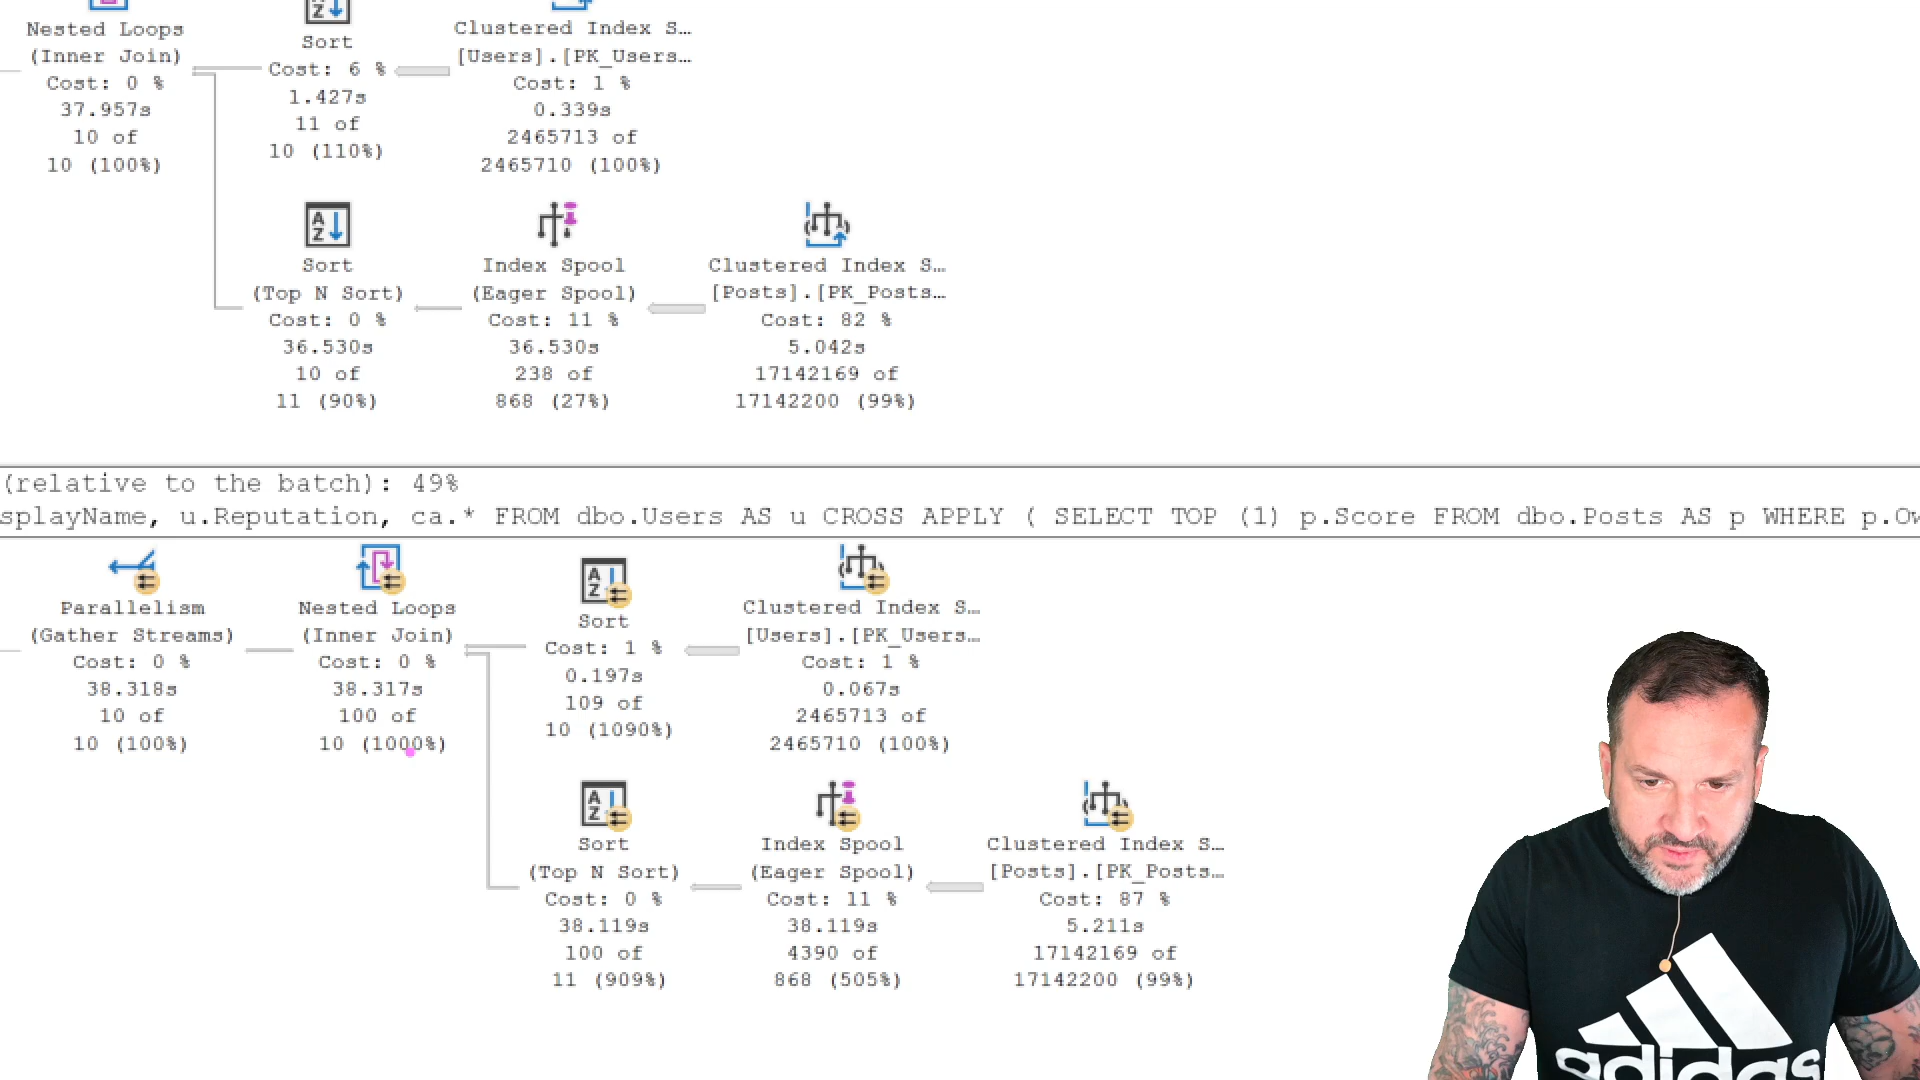 Nested Loops
(Inner Join)
Cost: 0 %
37.957s
10 of
10 (100%)
Sort
Cost: 6 %
1.427s
11 of
10 (110%)
Clustered Index S…
[Users].[PK_Users…
Cost: 1 %
0.339s
2465713 of
2465710 (100%)
Sort
(Top N Sort)
Cost: 0 %
36.530s
10 of
11 (90%)
Index Spool
(Eager Spool)
Cost: 11 %
36.530s
238 of
868 (27%)
Clustered Index S…
[Posts].[PK_Posts…
Cost: 82 %
5.042s
17142169 of
17142200 (99%)
(relative to the batch): 49%
splayName, u.Reputation, ca.* FROM dbo.Users AS u CROSS APPLY ( SELECT TOP (1) p.Score FROM dbo.Posts AS p WHERE p.Ow
Parallelism
(Gather Streams)
Cost: 0 %
38.318s
10 of
10 (100%)
Nested Loops
(Inner Join)
Cost: 0 %
38.317s
100 of
10 (1000%)
Sort
Cost: 1 %
0.197s
109 of
10 (1090%)
Clustered Index S…
[Users].[PK_Users…
Cost: 1 %
0.067s
2465713 of
2465710 (100%)
Sort
(Top N Sort)
Cost: 0 %
38.119s
100 of
11 (909%)
Index Spool
(Eager Spool)
Cost: 11 %
38.119s
4390 of
868 (505%)
Clustered Index S…
[Posts].[PK_Posts…
Cost: 87 %
5.211s
17142169 of
17142200 (99%)
adidas